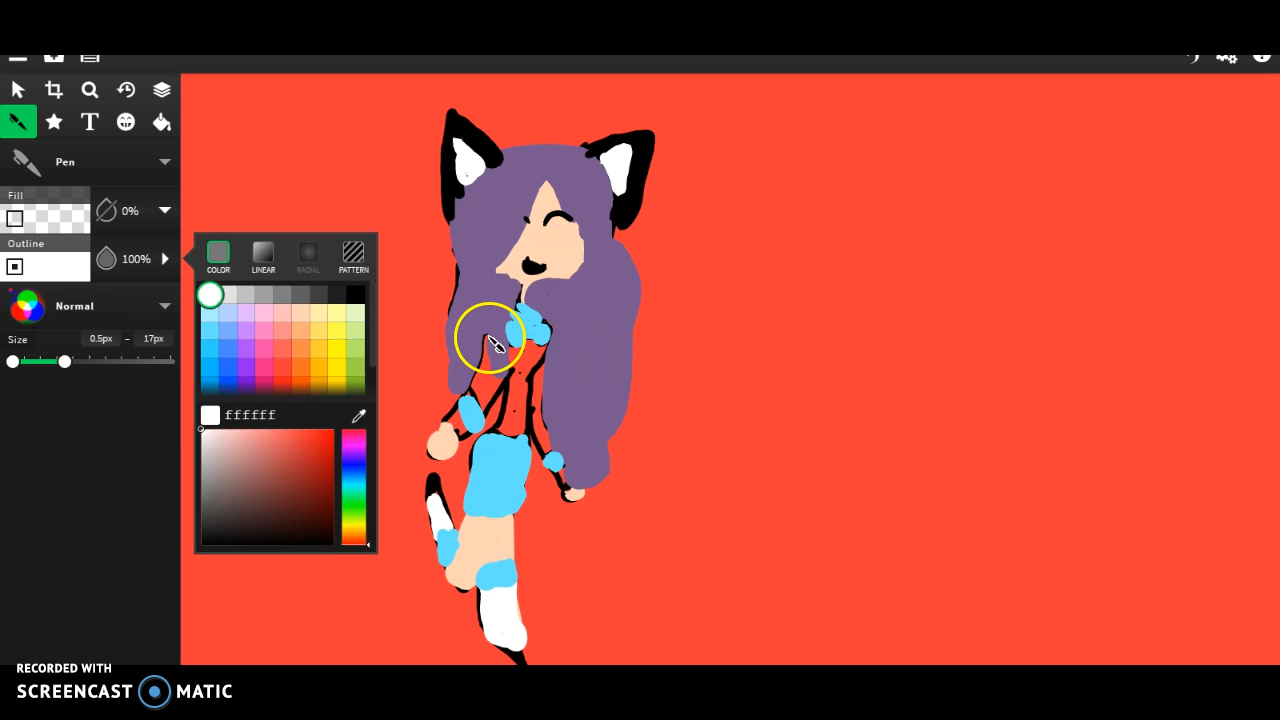 T
Pen
Fill
0%
Outline
100%
COLOR LINEAR RADIAL PATTERN
Normal
Size 0.5px - 17px
ffffff
RECORDED WITH
SCREENCAST MATIC